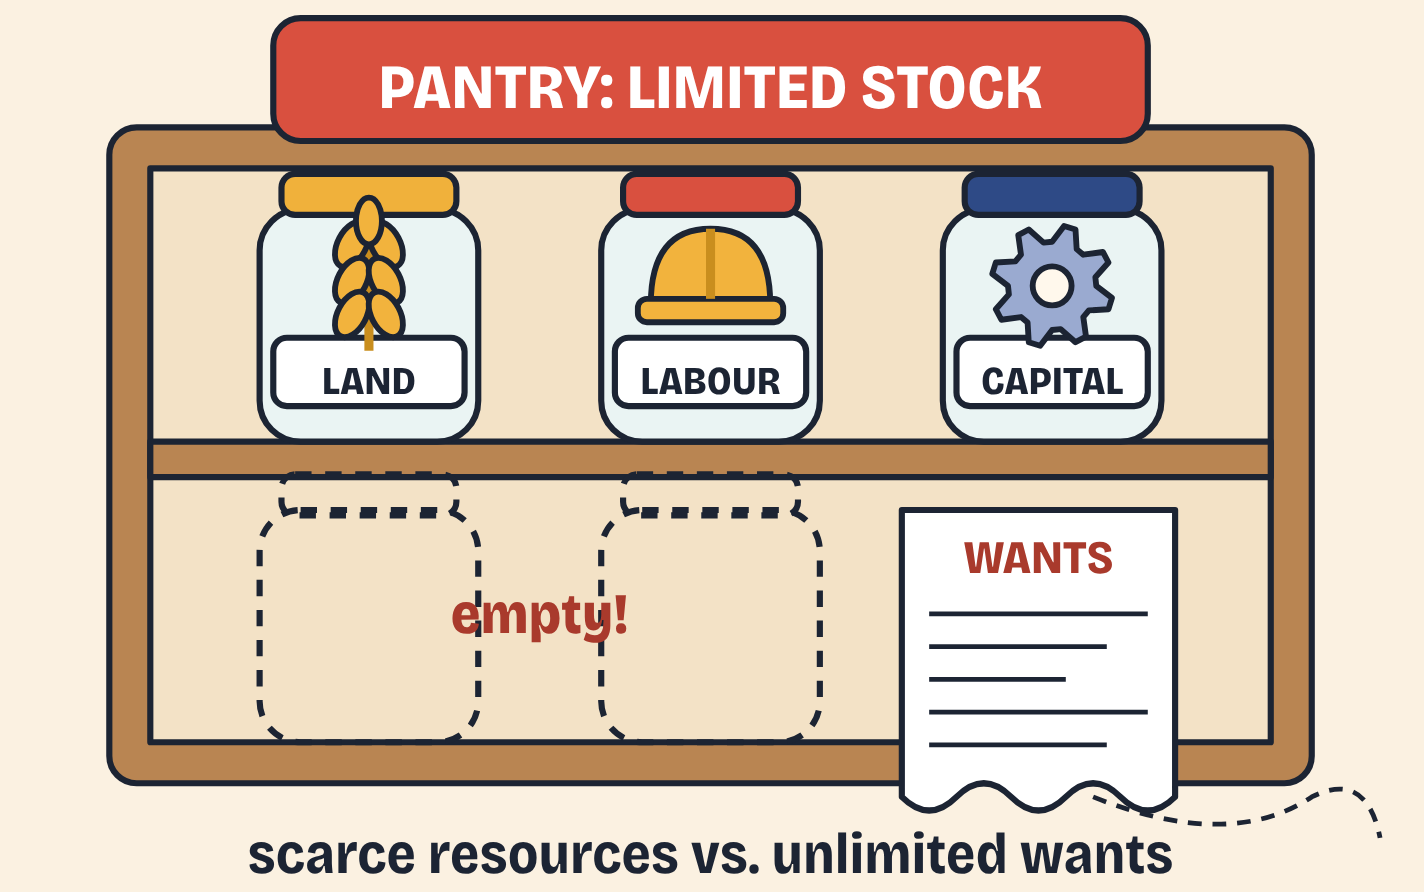 PANTRY: LIMITED STOCK
LAND
LABOUR
CAPITAL
empty!
WANTS
scarce resources vs. unlimited wants